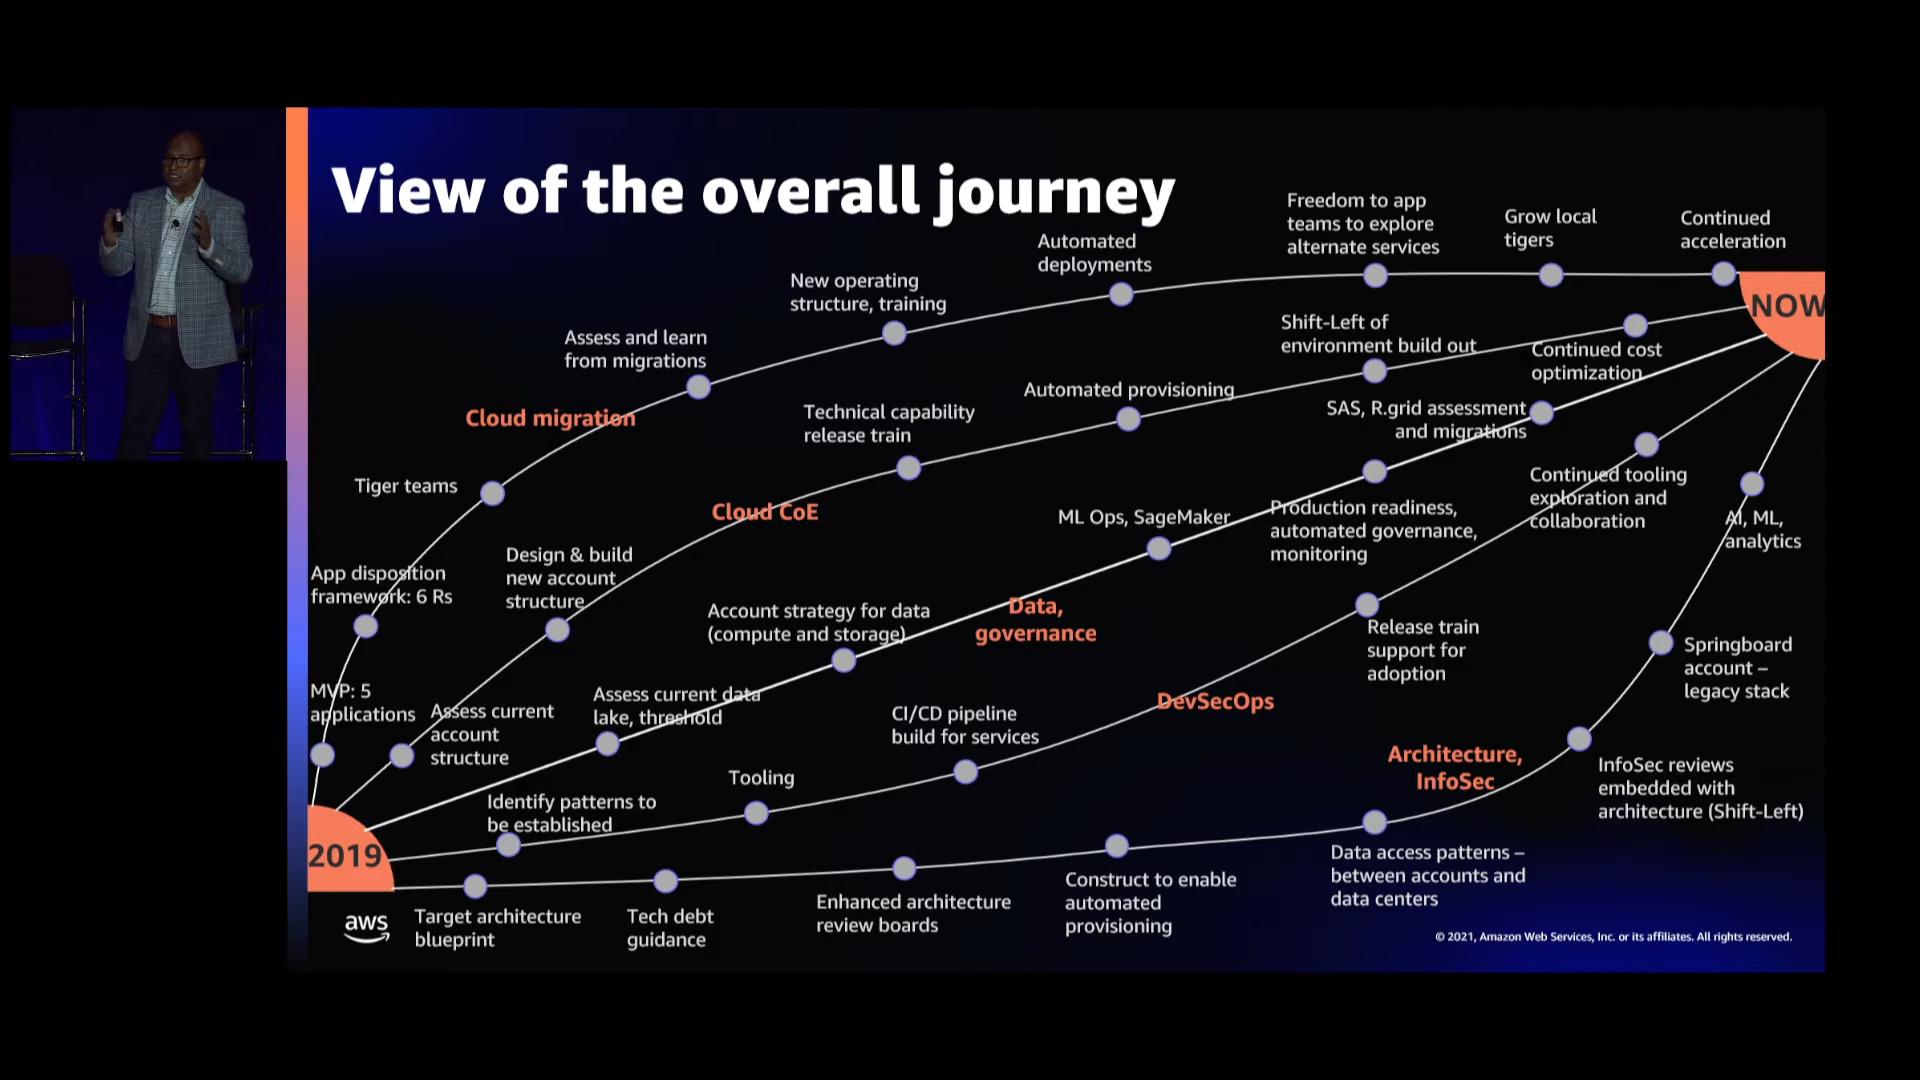 View of the overall journey
Freedom to app
teams to explore
alternate services
Grow local
tigers
Continued
acceleration
Automated
deployments
New operating
structure, training
NOW
Assess and learn
from migrations
Shift-Left of
environment build out
Continued cost
optimization
Cloud migration
Technical capability
release train
Automated provisioning
SAS, R.grid assessment
and migrations
Tiger teams
Cloud CoE
ML Ops, SageMaker
Production readiness,
automated governance,
monitoring
Continued tooling
exploration and
collaboration
AI, ML,
analytics
App disposition
framework: 6 Rs
Design & build
new account
structure
Account strategy for data
(compute and storage)
Data,
governance
Release train
support for
adoption
Springboard
account –
legacy stack
MVP: 5
applications
Assess current
account
structure
Assess current data
lake, threshold
CI/CD pipeline
build for services
DevSecOps
Architecture,
InfoSec
InfoSec reviews
embedded with
architecture (Shift-Left)
Tooling
Identify patterns to
be established
2019
Data access patterns –
between accounts and
data centers
Target architecture
blueprint
Tech debt
guidance
Enhanced architecture
review boards
Construct to enable
automated
provisioning
aws
© 2021, Amazon Web Services, Inc. or its affiliates. All rights reserved.